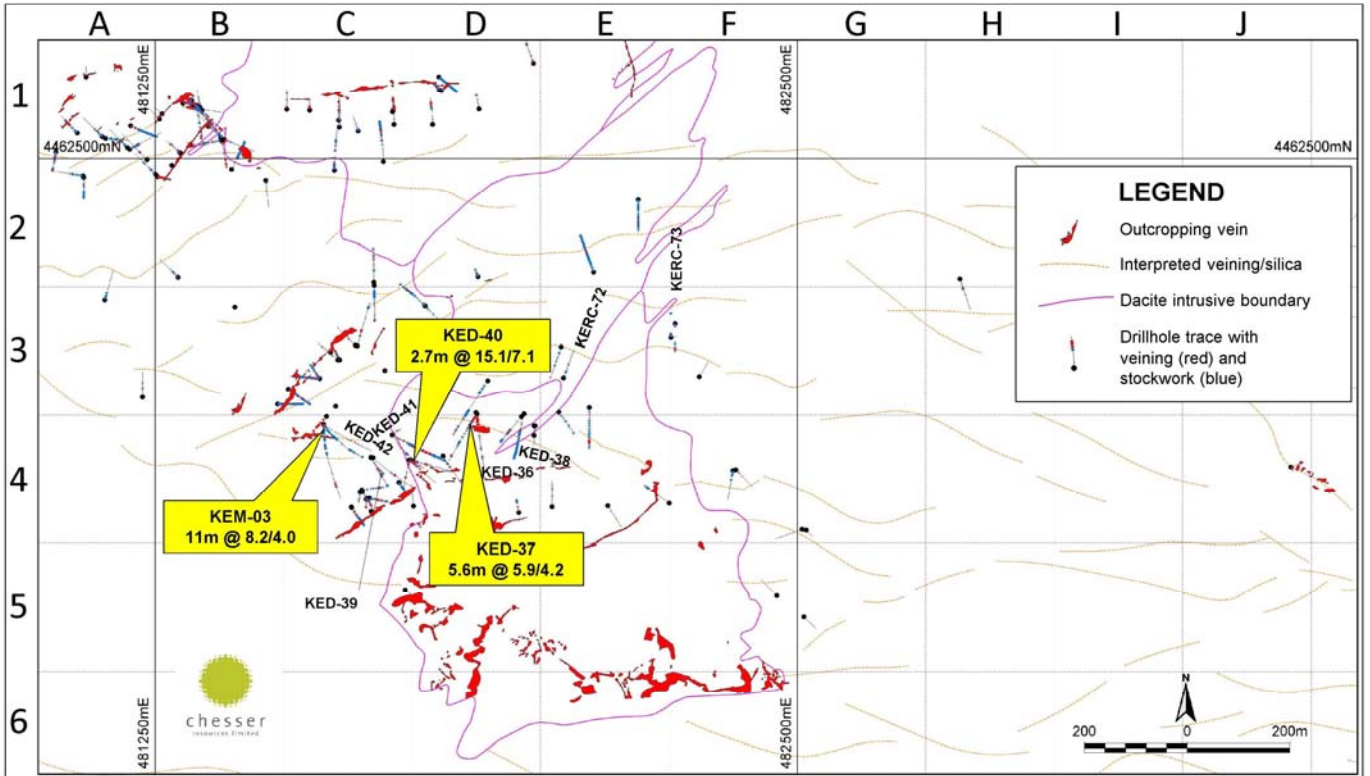 A B C D E F G H I J
1
2
3
4
5
6
481250mE
482500mE
4462500mN
4462500mN
LEGEND
Outcropping vein
Interpreted veining/silica
Dacite intrusive boundary
Drillhole trace with
veining (red) and
stockwork (blue)
KERC-73
KERC-72
KED-40
2.7m @ 15.1/7.1
KED-41
KED-42
KED-38
KED-36
KEM-03
11m @ 8.2/4.0
KED-37
5.6m @ 5.9/4.2
KED-39
chesser
resources limited
481250mE
482500mE
N
200 0 200m